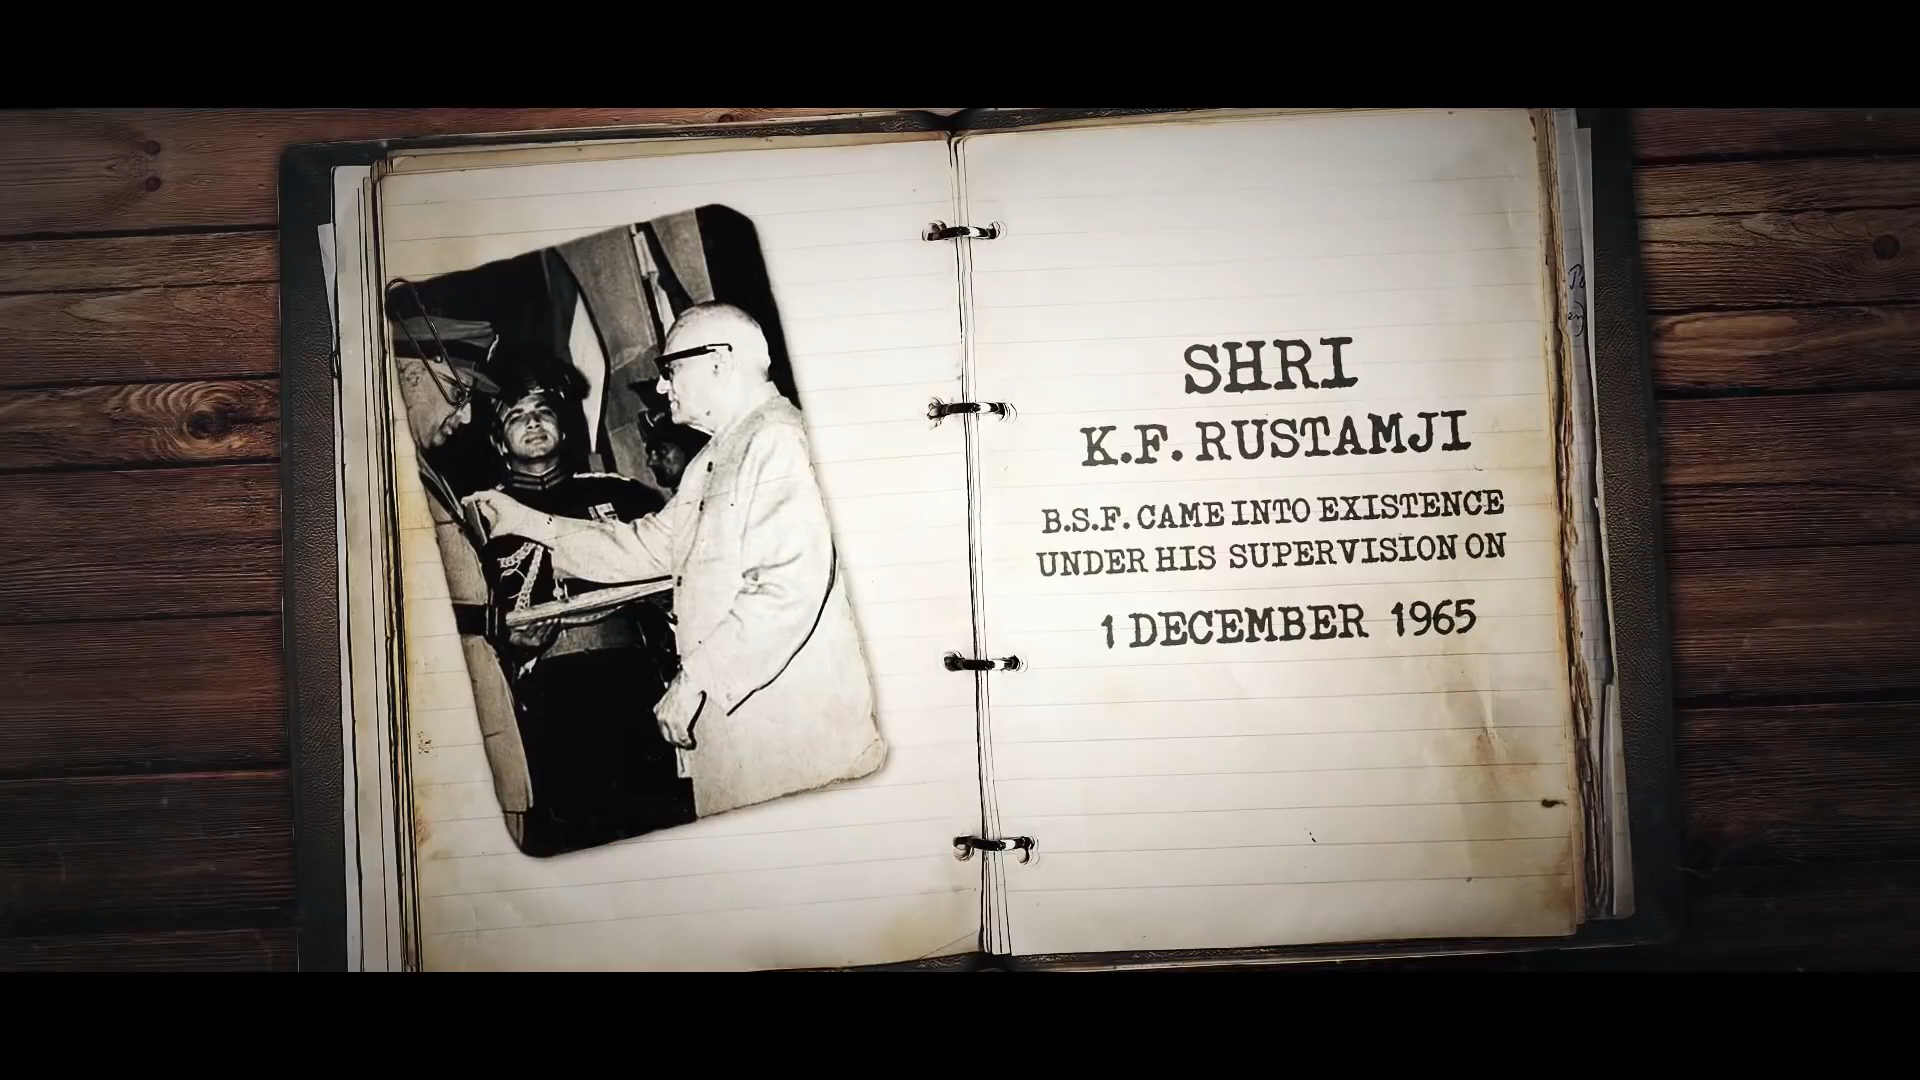 SHRI
K.F. RUSTAMJI
B.S.F. CAME INTO EXISTENCE
UNDER HIS SUPERVISION ON
1 DECEMBER 1965